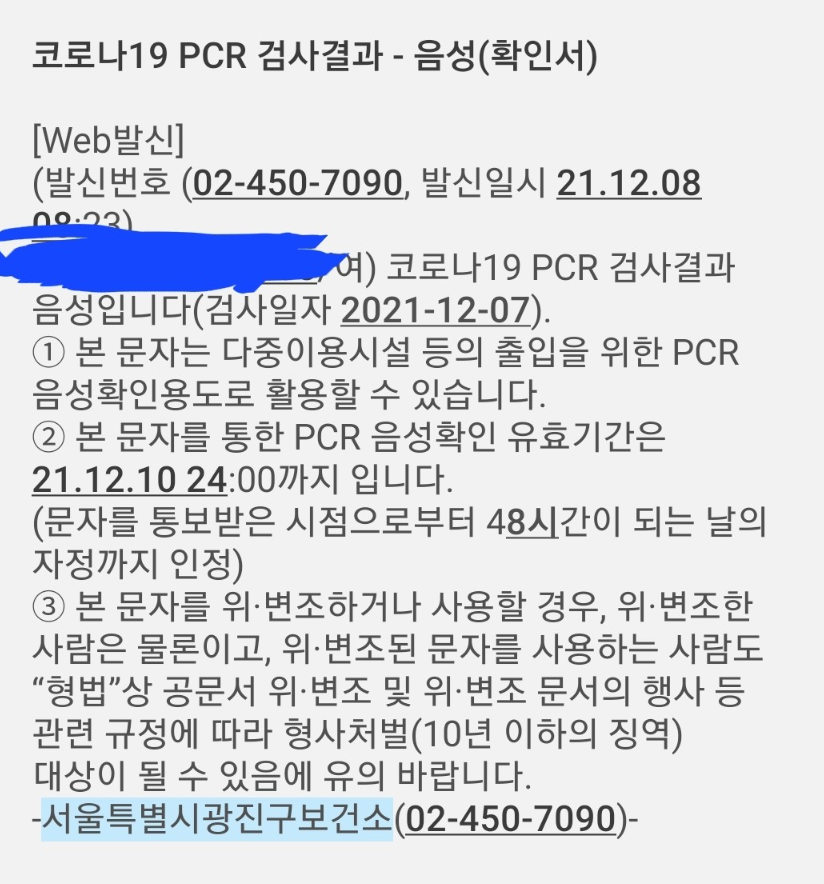 코로나19 PCR 검사결과 - 음성(확인서)
[Web발신]
(발신번호 (02-450-7090, 발신일시 21.12.08
08:23)
여) 코로나19 PCR 검사결과
음성입니다(검사일자 2021-12-07).
① 본 문자는 다중이용시설 등의 출입을 위한 PCR
음성확인용도로 활용할 수 있습니다.
② 본 문자를 통한 PCR 음성확인 유효기간은
21.12.10 24:00까지 입니다.
(문자를 통보받은 시점으로부터 48시간이 되는 날의
자정까지 인정)
③ 본 문자를 위·변조하거나 사용할 경우, 위·변조한
사람은 물론이고, 위·변조된 문자를 사용하는 사람도
“형법”상 공문서 위·변조 및 위·변조 문서의 행사 등
관련 규정에 따라 형사처벌(10년 이하의 징역)
대상이 될 수 있음에 유의 바랍니다.
-서울특별시광진구보건소(02-450-7090)-